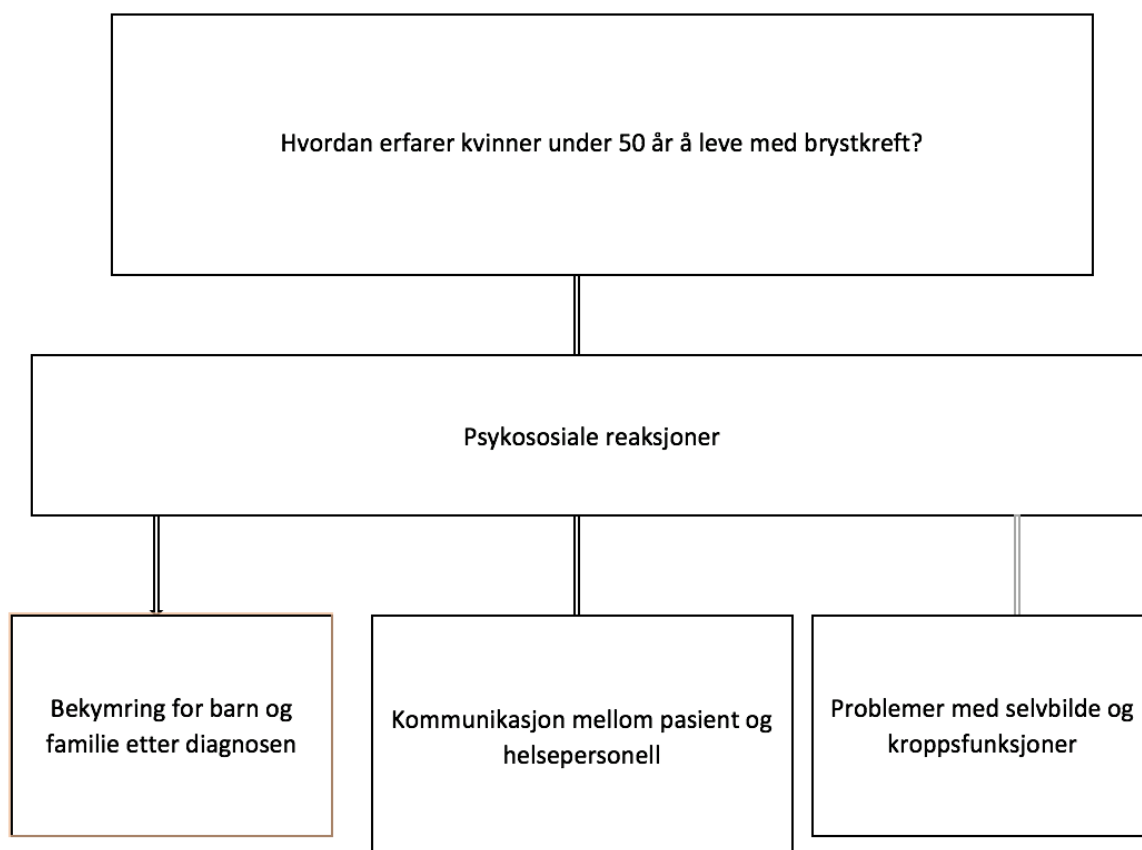 Hvordan erfarer kvinner under 50 år å leve med brystkreft?
Psykososiale reaksjoner
Bekymring for barn og
familie etter diagnosen
Kommunikasjon mellom pasient og
helsepersonell
Problemer med selvbilde og
kroppsfunksjoner